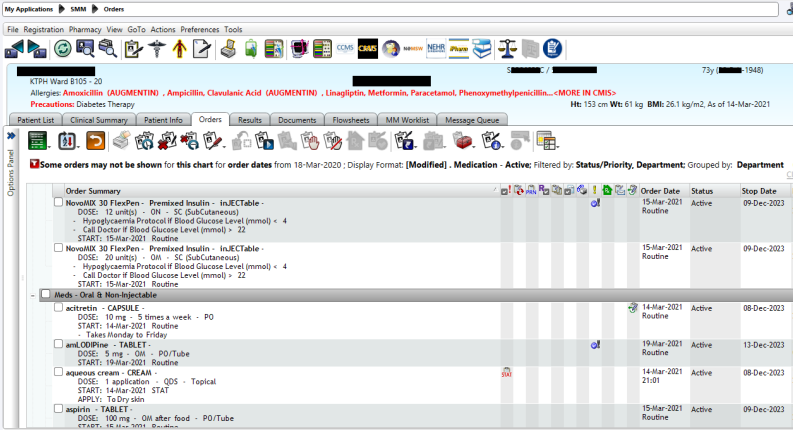 My Applications SMM Orders
File Registration Pharmacy View GoTo Actions Preferences Tools
CCMS CMIS NEHR iPharm
73y ( -1948)
KTPH Ward B105 - 20
Allergies: Amoxicillin (AUGMENTIN) , Ampicillin, Clavulanic Acid (AUGMENTIN) , Linagliptin, Metformin, Paracetamol, Phenoxymethylpenicillin...<MORE IN CMIS>
Precautions: Diabetes Therapy
Ht: 153 cm Wt: 61 kg BMI: 26.1 kg/m2, As of 14-Mar-2021
Patient List Clinical Summary Patient Info Orders Results Documents Flowsheets MM Worklist Message Queue
Options Panel
Some orders may not be shown for this chart for order dates from 18-Mar-2020 ; Display Format: [Modified] . Medication - Active; Filtered by: Status/Priority, Department; Grouped by: Department
Order Summary PRN Order Date Status Stop Date
NovoMIX 30 FlexPen - Premixed Insulin - inJECTable - 15-Mar-2021 Active 09-Dec-2023
DOSE: 12 unit(s) - ON - SC (SubCutaneous) Routine
- Hypoglycaemia Protocol if Blood Glucose Level (mmol) < 4
- Call Doctor if Blood Glucose Level (mmol) > 22
START: 15-Mar-2021 Routine
NovoMIX 30 FlexPen - Premixed Insulin - inJECTable - 15-Mar-2021 Active 09-Dec-2023
DOSE: 20 unit(s) - OM - SC (SubCutaneous) Routine
- Hypoglycaemia Protocol if Blood Glucose Level (mmol) < 4
- Call Doctor if Blood Glucose Level (mmol) > 22
START: 15-Mar-2021 Routine
Meds - Oral & Non-Injectable
acitretin - CAPSULE - 14-Mar-2021 Active 08-Dec-2023
DOSE: 10 mg - 5 times a week - PO Routine
START: 14-Mar-2021 Routine
- Takes Monday to Friday
amLODIPine - TABLET - 19-Mar-2021 Active 13-Dec-2023
DOSE: 5 mg - OM - PO/Tube Routine
START: 19-Mar-2021 Routine
aqueous cream - CREAM - STAT 14-Mar-2021 Active 08-Dec-2023
DOSE: 1 application - QDS - Topical 21:01
START: 14-Mar-2021 STAT
APPLY: To Dry skin
aspirin - TABLET - 15-Mar-2021 Active 09-Dec-2023
DOSE: 100 mg - OM after food - PO/Tube Routine
START: 15-Mar-2021 Routine